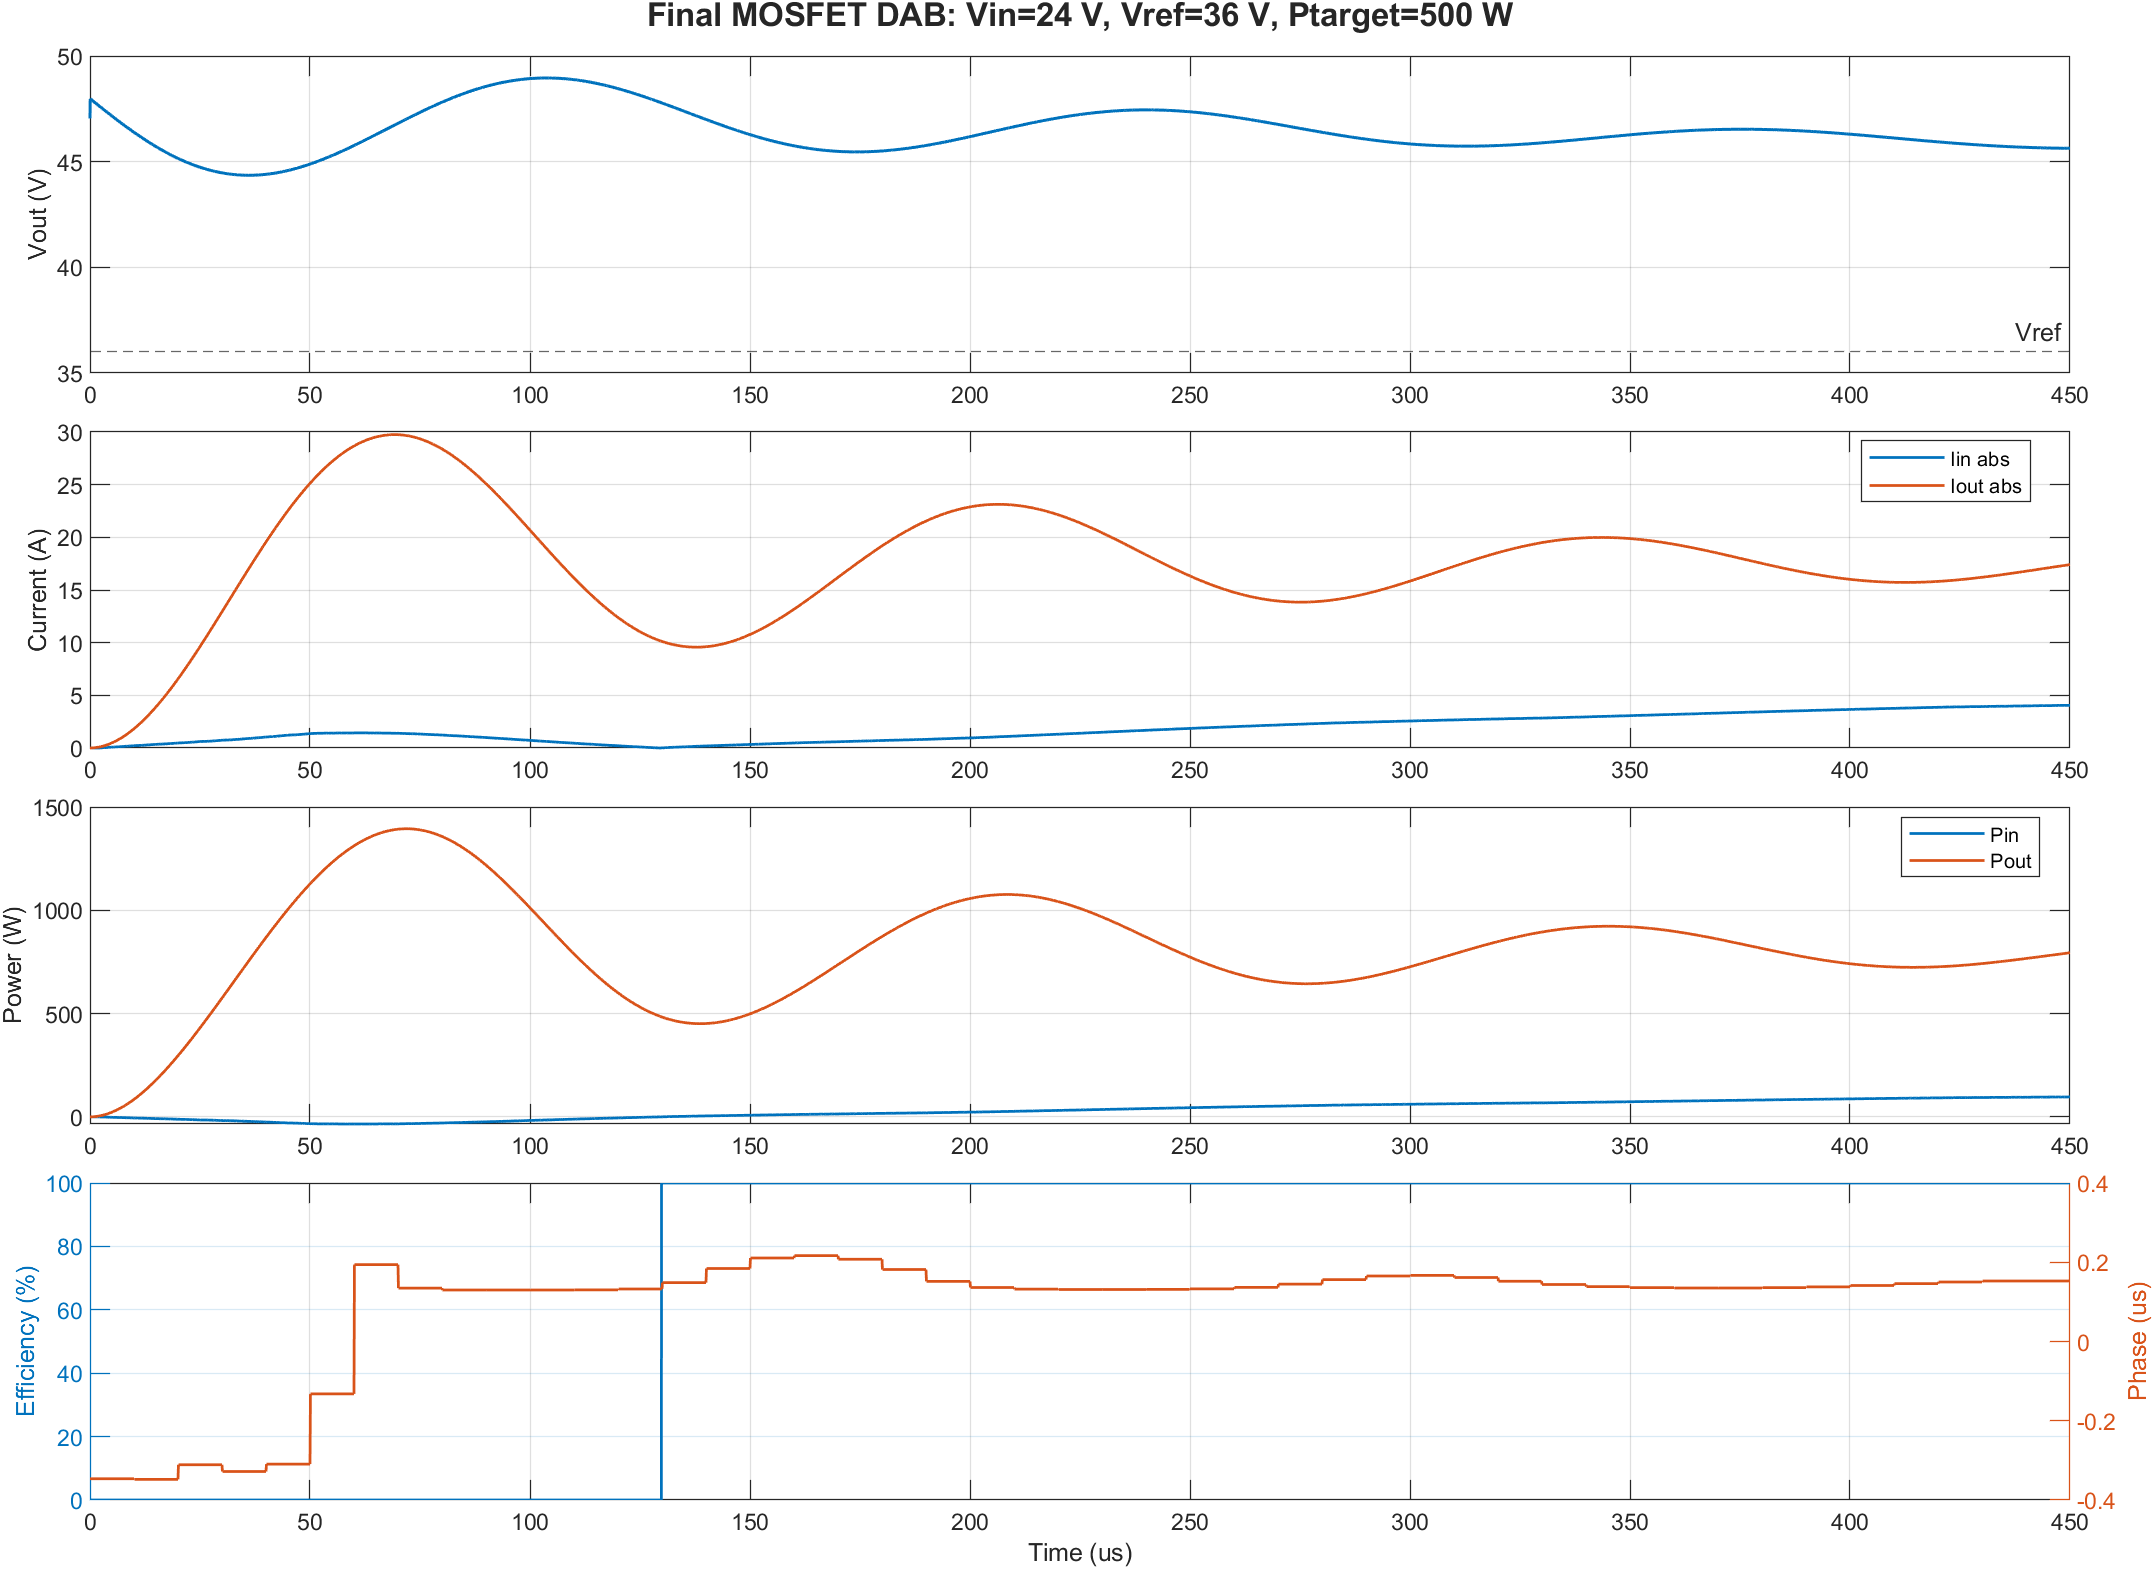 Final MOSFET DAB: Vin=24 V, Vref=36 V, Ptarget=500 W
50
45
40
35
Vout (V)
Vref
0 50 100 150 200 250 300 350 400 450
30
25
20
15
10
5
0
Current (A)
Iin abs
Iout abs
0 50 100 150 200 250 300 350 400 450
1500
1000
500
0
Power (W)
Pin
Pout
0 50 100 150 200 250 300 350 400 450
100
80
60
40
20
0
Efficiency (%)
0.4
0.2
0
-0.2
-0.4
Phase (us)
0 50 100 150 200 250 300 350 400 450
Time (us)